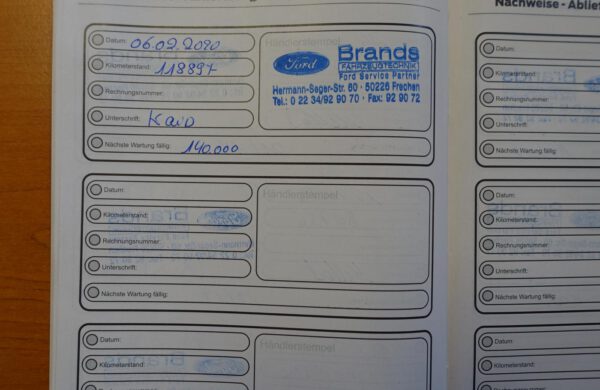 Nachweise - Ablief
Datum: 06.02.2020
Kilometerstand: 118897
Rechnungsnummer:
Unterschrift:
Nächste Wartung fällig: 140.000
Händlerstempel
Ford
Brands
FAHRZEUGTECHNIK
Ford Service Partner
Hermann-Seger-Str. 60 · 50226 Frechen
Tel.: 0 22 34/92 90 70 · Fax: 92 90 72
Datum:
Kilometerstand:
Rechnungsnummer:
Unterschrift:
Nächste Wartung fällig:
Händlerstempel
Datum:
Kilometerstand:
Rechnungsnummer:
Händlerstempel
Datum:
Kilometerstand:
Rechnungsnummer:
Unterschrift:
Nächste Wartung fällig:
Datum:
Kilometerstand:
Rechnungsnummer:
Unterschrift:
Nächste Wartung fällig:
Datum:
Kilometerstand: